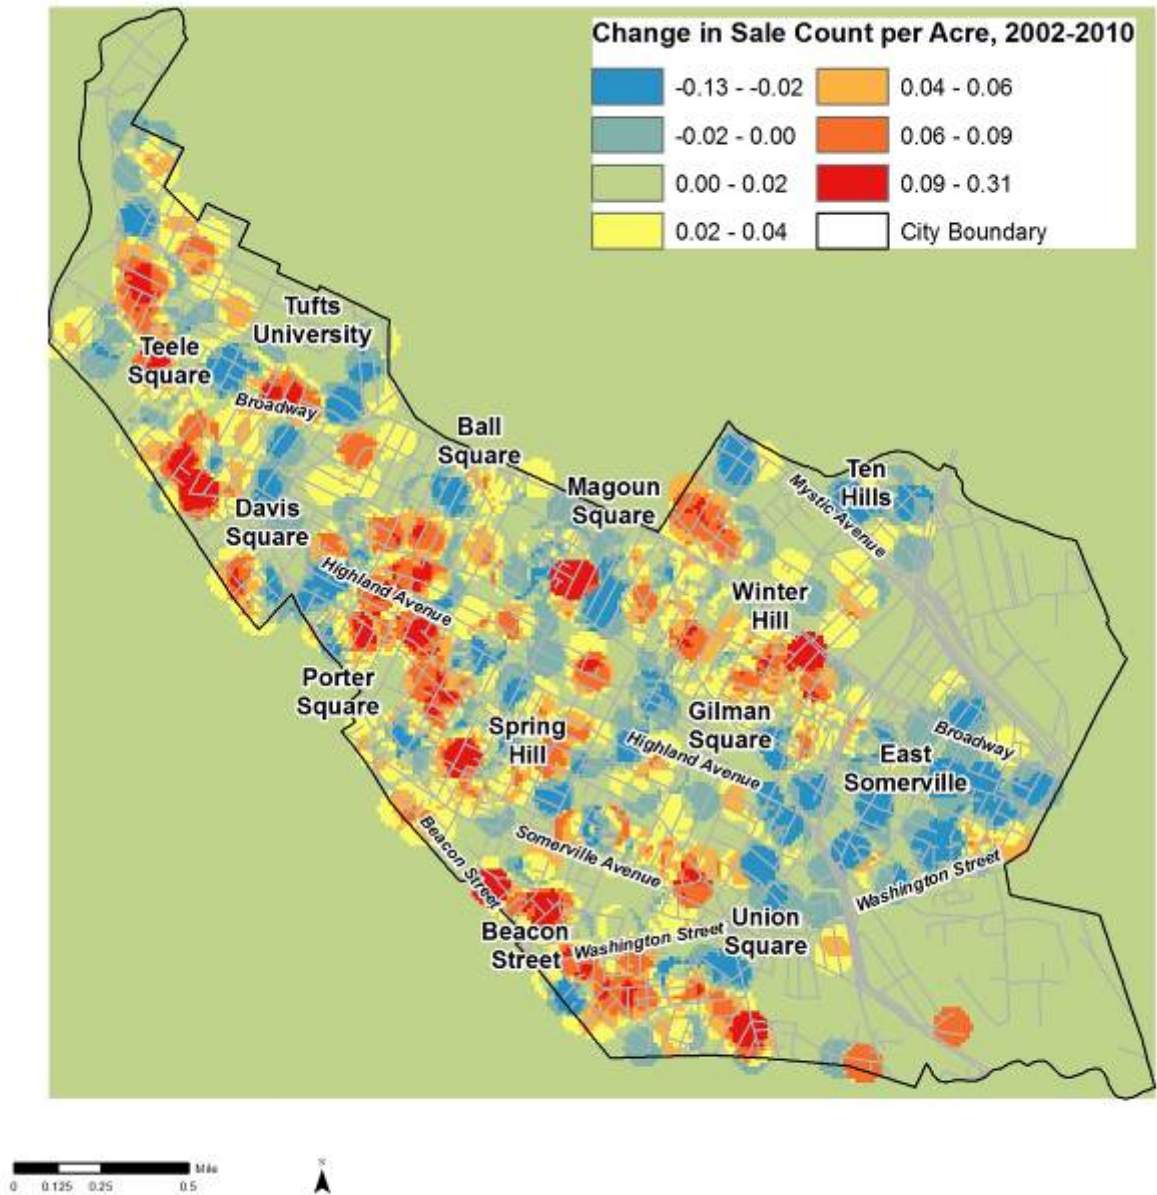 Change in Sale Count per Acre, 2002-2010
-0.13 - -0.02
0.04 - 0.06
-0.02 - 0.00
0.06 - 0.09
0.00 - 0.02
0.09 - 0.31
0.02 - 0.04
City Boundary
Tufts
University
Teele
Square
Broadway
Ball
Square
Davis
Square
Magoun
Square
Ten
Hills
Mystic Avenue
Highland Avenue
Winter
Hill
Porter
Square
Spring
Hill
Gilman
Square
Highland Avenue
Broadway
East
Somerville
Beacon Street
Somerville Avenue
Washington Street
Beacon
Street
Washington Street
Union
Square
Mile
0 0.125 0.25 0.5
N